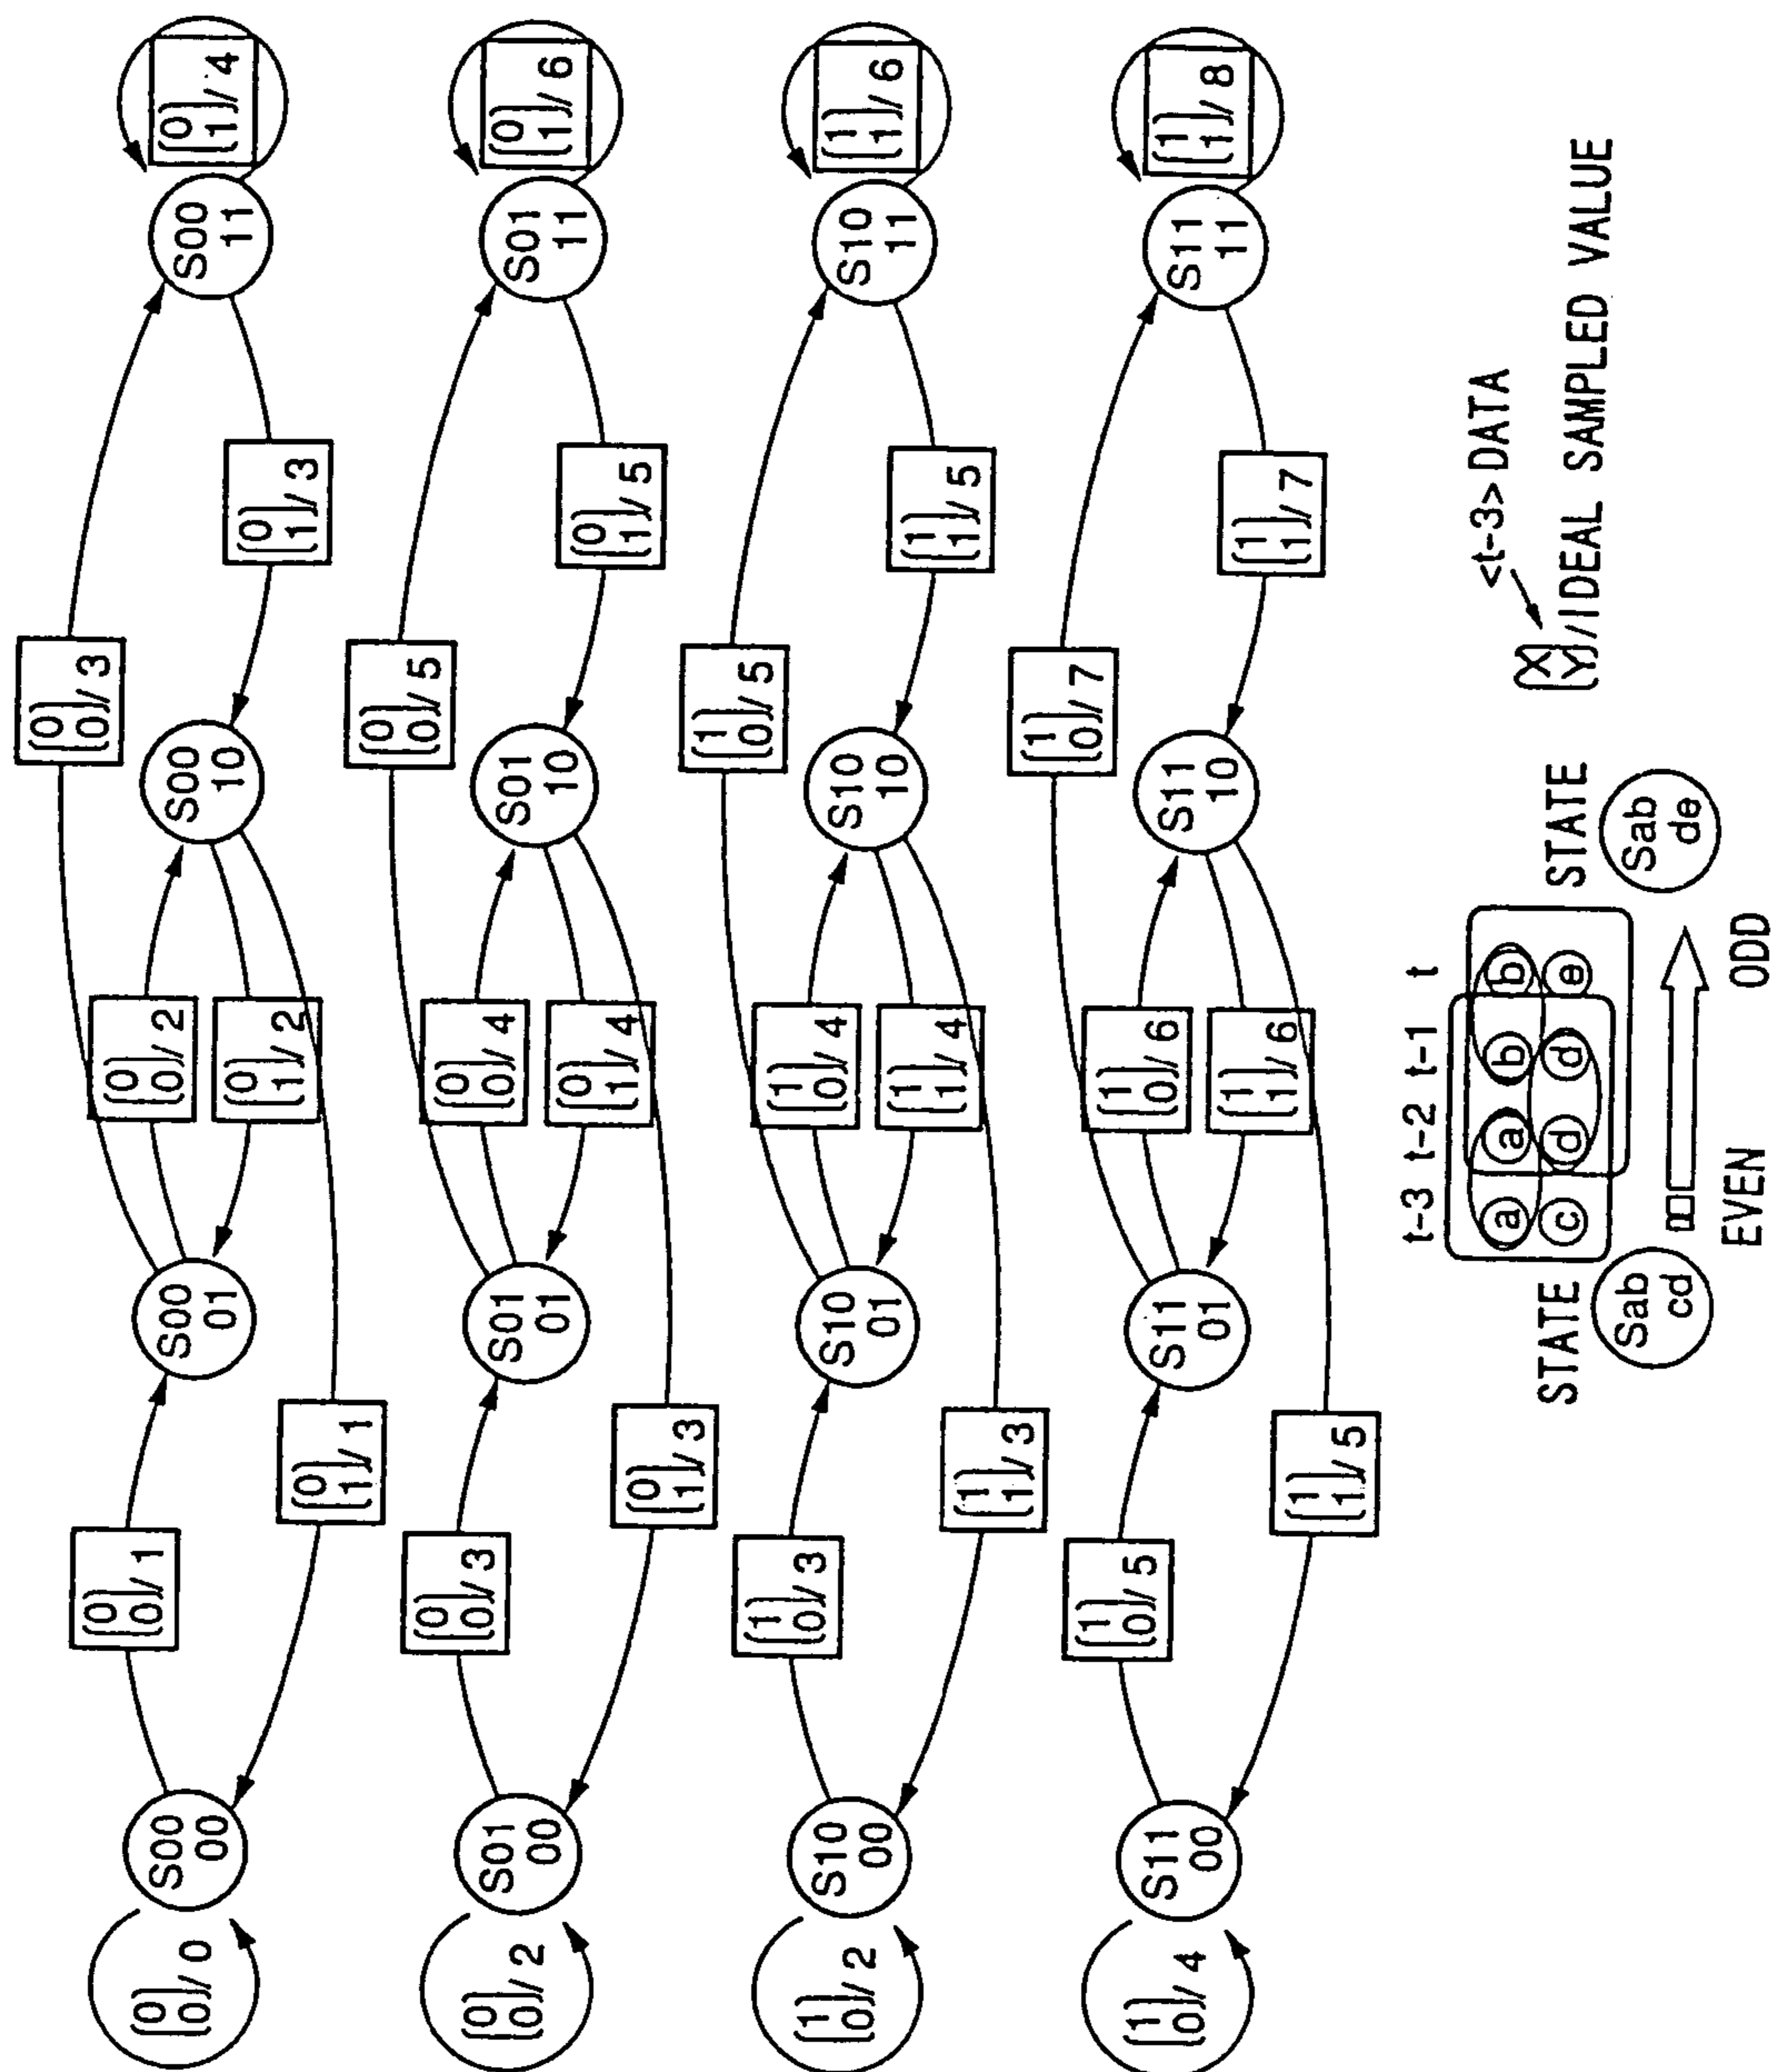 (0
0)/0
S00
00
(0
0)/1
(0
1)/1
S00
01
(0
0)/2
(0
1)/2
S00
10
(0
0)/3
(0
1)/3
S00
11
(0
1)/4
(0
0)/2
S01
00
(0
0)/3
(0
1)/3
S01
01
(0
0)/4
(0
1)/4
S01
10
(0
0)/5
(0
1)/5
S01
11
(0
1)/6
(1
0)/2
S10
00
(1
0)/3
(1
1)/3
S10
01
(1
0)/4
(1
1)/4
S10
10
(1
0)/5
(1
1)/5
S10
11
(1
1)/6
(1
0)/4
S11
00
(1
0)/5
(1
1)/5
S11
01
(1
0)/6
(1
1)/6
S11
10
(1
0)/7
(1
1)/7
S11
11
(1
1)/8
t-3 t-2 t-1 t
a a b b
c d d e
STATE
Sab
cd
EVEN ODD
STATE
Sab
de
<t-3>DATA
(X
Y)/IDEAL SAMPLED VALUE